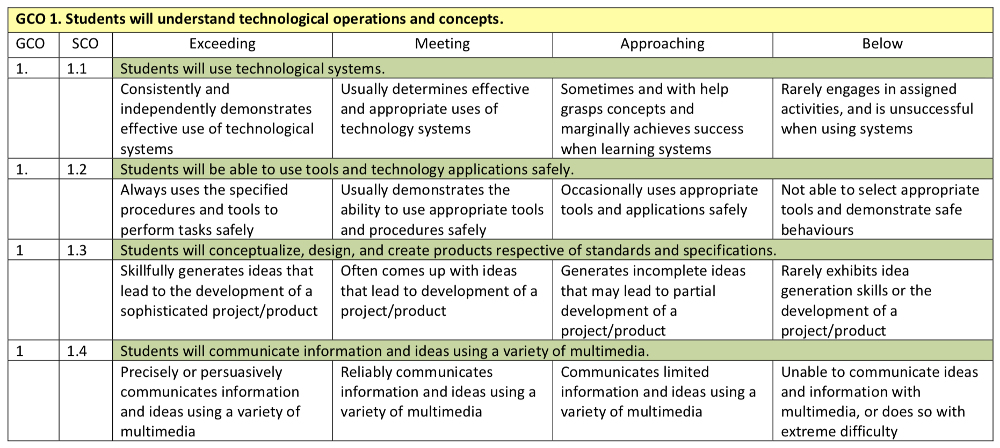 GCO 1. Students will understand technological operations and concepts.
GCO SCO Exceeding Meeting Approaching Below
1. 1.1 Students will use technological systems.
Consistently and
independently demonstrates
effective use of technological
systems
Usually determines effective
and appropriate uses of
technology systems
Sometimes and with help
grasps concepts and
marginally achieves success
when learning systems
Rarely engages in assigned
activities, and is unsuccessful
when using systems
1. 1.2 Students will be able to use tools and technology applications safely.
Always uses the specified
procedures and tools to
perform tasks safely
Usually demonstrates the
ability to use appropriate tools
and procedures safely
Occasionally uses appropriate
tools and applications safely
Not able to select appropriate
tools and demonstrate safe
behaviours
1 1.3 Students will conceptualize, design, and create products respective of standards and specifications.
Skillfully generates ideas that
lead to the development of a
sophisticated project/product
Often comes up with ideas
that lead to development of a
project/product
Generates incomplete ideas
that may lead to partial
development of a
project/product
Rarely exhibits idea
generation skills or the
development of a
project/product
1 1.4 Students will communicate information and ideas using a variety of multimedia.
Precisely or persuasively
communicates information
and ideas using a variety of
multimedia
Reliably communicates
information and ideas using a
variety of multimedia
Communicates limited
information and ideas using a
variety of multimedia
Unable to communicate ideas
and information with
multimedia, or does so with
extreme difficulty